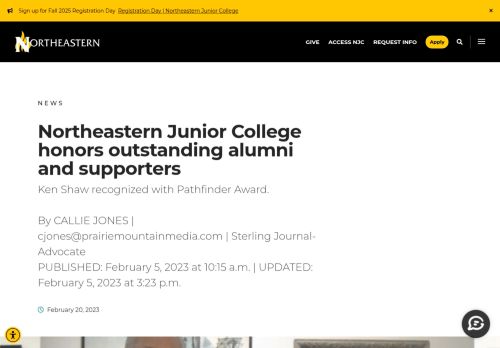 Sign up for Fall 2025 Registration Day Registration Day | Northeastern Junior College ×
NORTHEASTERN
GIVE ACCESS NJC REQUEST INFO Apply
NEWS
Northeastern Junior College
honors outstanding alumni
and supporters
Ken Shaw recognized with Pathfinder Award.
By CALLIE JONES |
cjones@prairiemountainmedia.com | Sterling Journal-
Advocate
PUBLISHED: February 5, 2023 at 10:15 a.m. | UPDATED:
February 5, 2023 at 3:23 p.m.
February 20, 2023